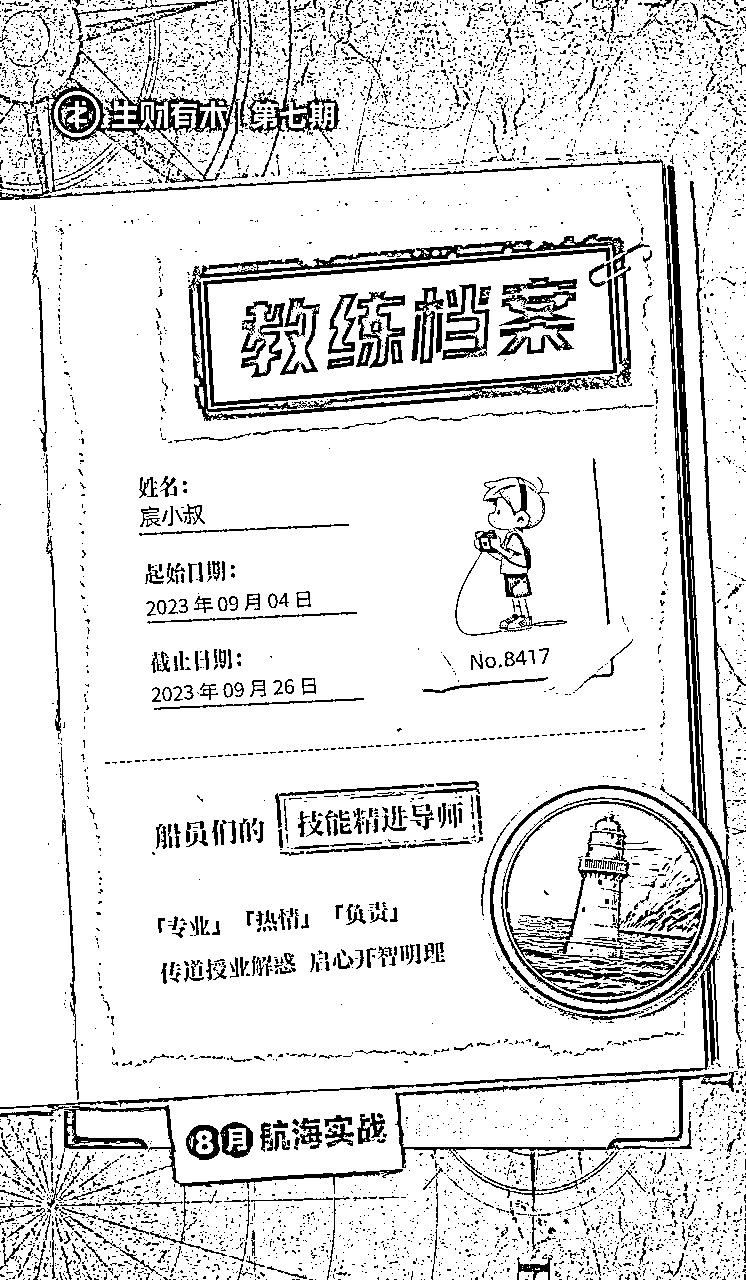 生财有术 | 第七期
教练档案
姓名：
宸小叔
起始日期：
2023 年 09 月 04 日
截止日期：
2023 年 09 月 26 日
No.8417
船员们的 技能精进导师
「专业」「热情」「负责」
传道授业解惑 启心开智明理
8月 航海实战